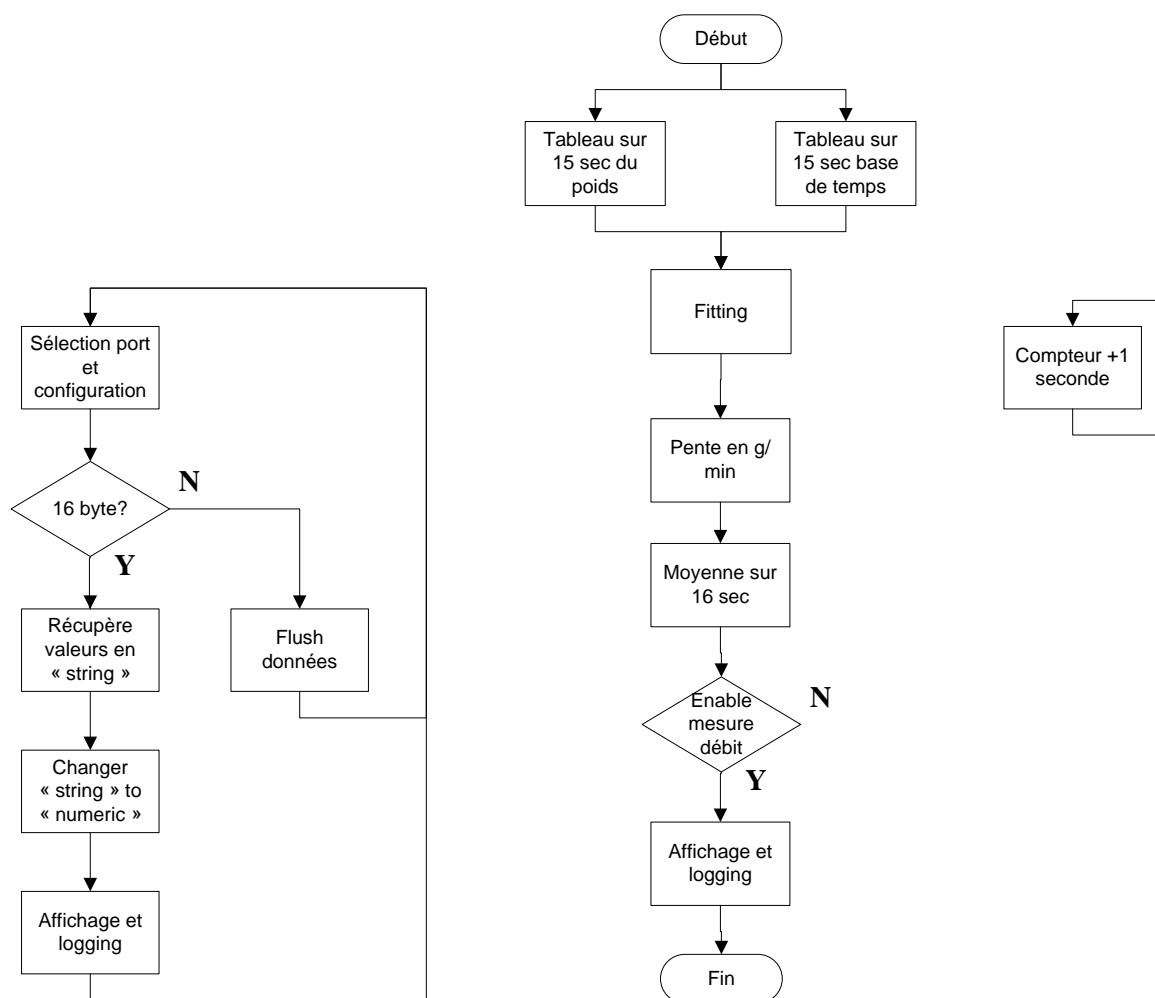 Début
Tableau sur
15 sec du
poids
Tableau sur
15 sec base
de temps
Fitting
Pente en g/
min
Moyenne sur
16 sec
Enable
mesure
débit
N
Y
Affichage et
logging
Fin
Sélection port
et
configuration
16 byte?
N
Y
Récupère
valeurs en
« string »
Flush
données
Changer
« string » to
« numeric »
Affichage et
logging
Compteur +1
seconde